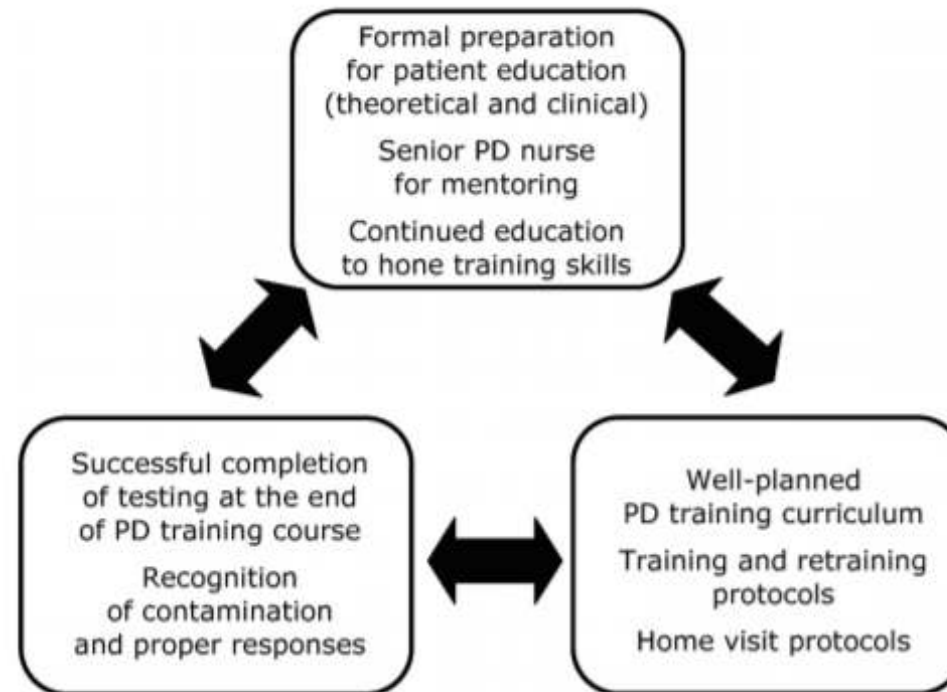 Formal preparation
for patient education
(theoretical and clinical)
Senior PD nurse
for mentoring
Continued education
to hone training skills
Successful completion
of testing at the end
of PD training course
Recognition
of contamination
and proper responses
Well-planned
PD training curriculum
Training and retraining
protocols
Home visit protocols